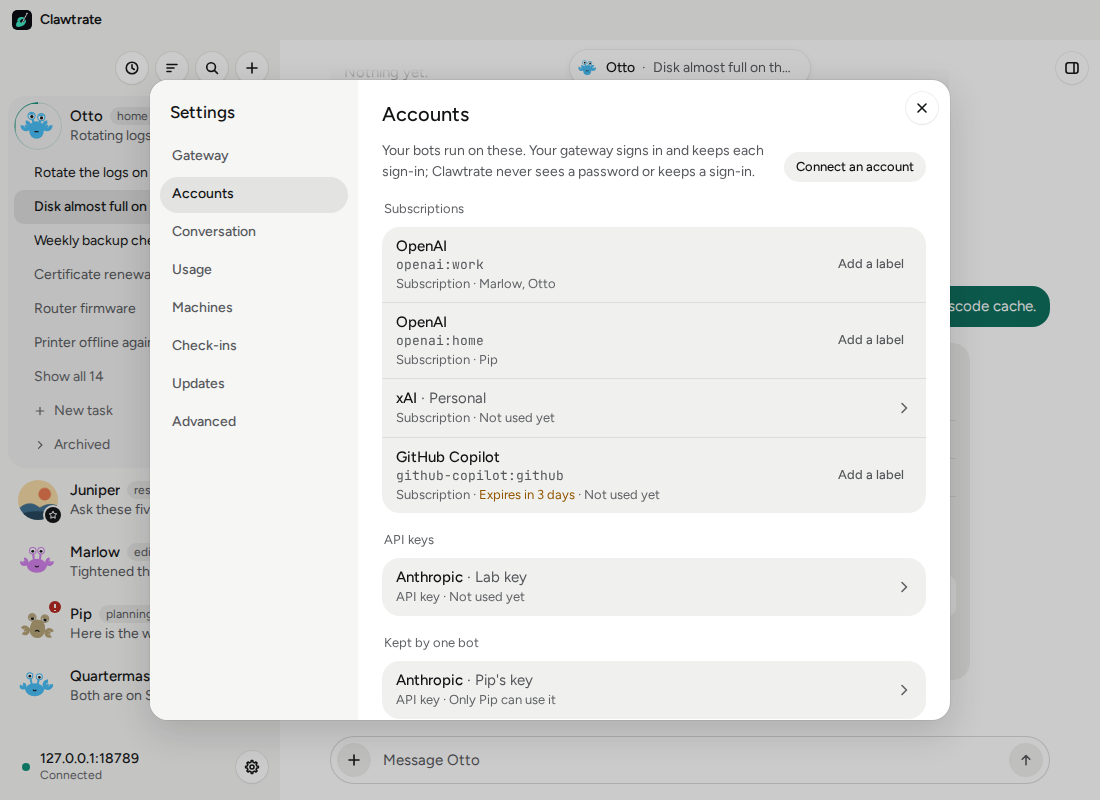 Clawtrate
Nothing yet.
Otto · Disk almost full on th...
Otto home
Rotating logs
Rotate the logs on
Disk almost full on
Weekly backup che
Certificate renewa
Router firmware
Printer offline again
Show all 14
+ New task
Archived
Juniper res
Ask these fiv
Marlow edi
Tightened th
Pip planning
Here is the w
Quartermas
Both are on S
127.0.0.1:18789
Connected
Settings
Gateway
Accounts
Conversation
Usage
Machines
Check-ins
Updates
Advanced
Accounts
Your bots run on these. Your gateway signs in and keeps each
sign-in; Clawtrate never sees a password or keeps a sign-in.
Connect an account
Subscriptions
OpenAI
openai:work
Subscription · Marlow, Otto
Add a label
OpenAI
openai:home
Subscription · Pip
Add a label
xAI · Personal
Subscription · Not used yet
GitHub Copilot
github-copilot:github
Subscription · Expires in 3 days · Not used yet
Add a label
API keys
Anthropic · Lab key
API key · Not used yet
Kept by one bot
Anthropic · Pip's key
API key · Only Pip can use it
scode cache.
Message Otto